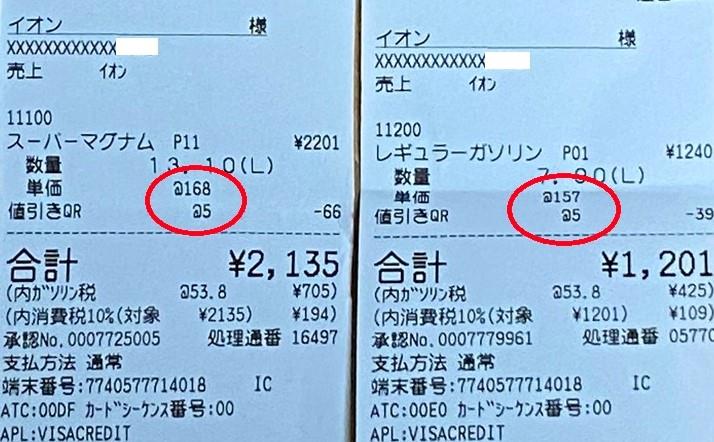 イオン 様
XXXXXXXXXXXX
売上 ｲｵﾝ
11100
スーパーマグナム P11 ¥2201
数量 13.10(L)
単価 @168
値引きQR @5 -66
合計 ¥2,135
(内ｶﾞｿﾘﾝ税 @53.8 ¥705)
(内消費税10%(対象 ¥2135) ¥194)
承認No.0007725005 処理通番 16497
支払方法 通常
端末番号:7740577714018 IC
ATC:00DF ｶｰﾄﾞｼｰｹﾝｽ番号:00
APL:VISACREDIT
イオン 様
XXXXXXXXXXXX
売上 ｲｵﾝ
11200
レギュラーガソリン P01 ¥1240
数量 7.90(L)
単価 @157
値引きQR @5 -39
合計 ¥1,201
(内ｶﾞｿﾘﾝ税 @53.8 ¥425)
(内消費税10%(対象 ¥1201) ¥109)
承認No.0007779961 処理通番 05770
支払方法 通常
端末番号:7740577714018 IC
ATC:00E0 ｶｰﾄﾞｼｰｹﾝｽ番号:00
APL:VISACREDIT